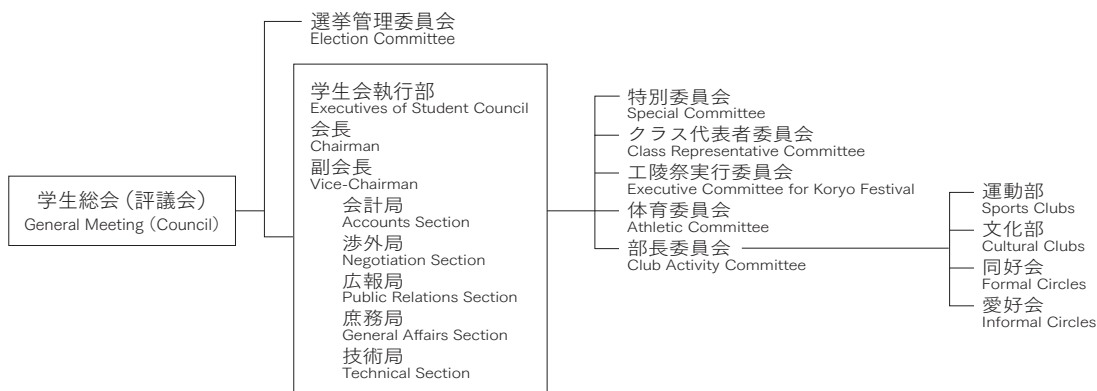 選挙管理委員会
Election Committee
学生会執行部
Executives of Student Council
会長
Chairman
副会長
Vice-Chairman
会計局
Accounts Section
渉外局
Negotiation Section
広報局
Public Relations Section
庶務局
General Affairs Section
技術局
Technical Section
学生総会（評議会）
General Meeting (Council)
特別委員会
Special Committee
クラス代表者委員会
Class Representative Committee
工陵祭実行委員会
Executive Committee for Koryo Festival
体育委員会
Athletic Committee
部長委員会
Club Activity Committee
運動部
Sports Clubs
文化部
Cultural Clubs
同好会
Formal Circles
愛好会
Informal Circles